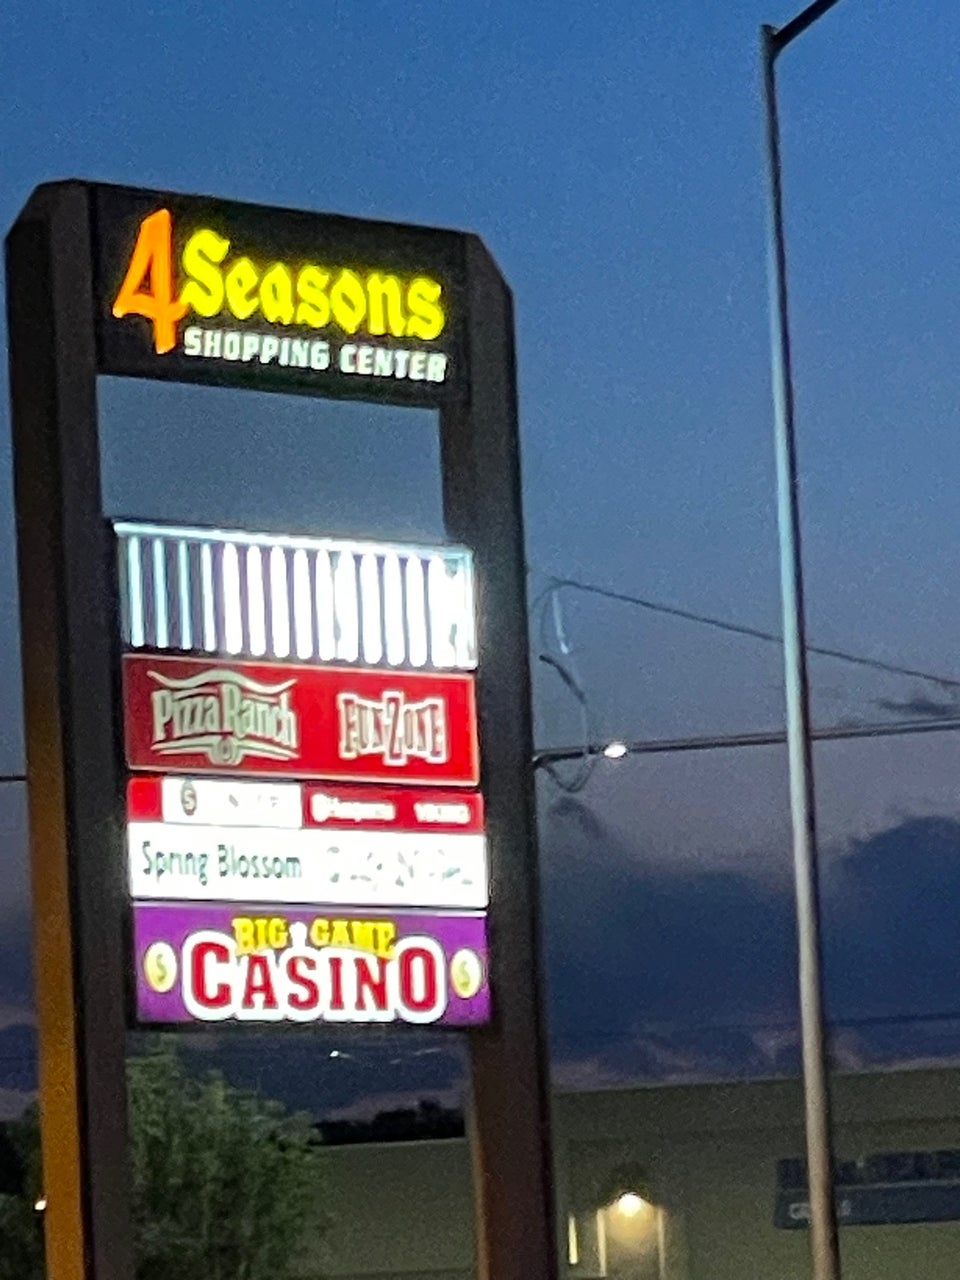 4 Seasons
SHOPPING CENTER
Pizza Ranch FUNZONE
Spring Blossom
BIG GAME
CASINO